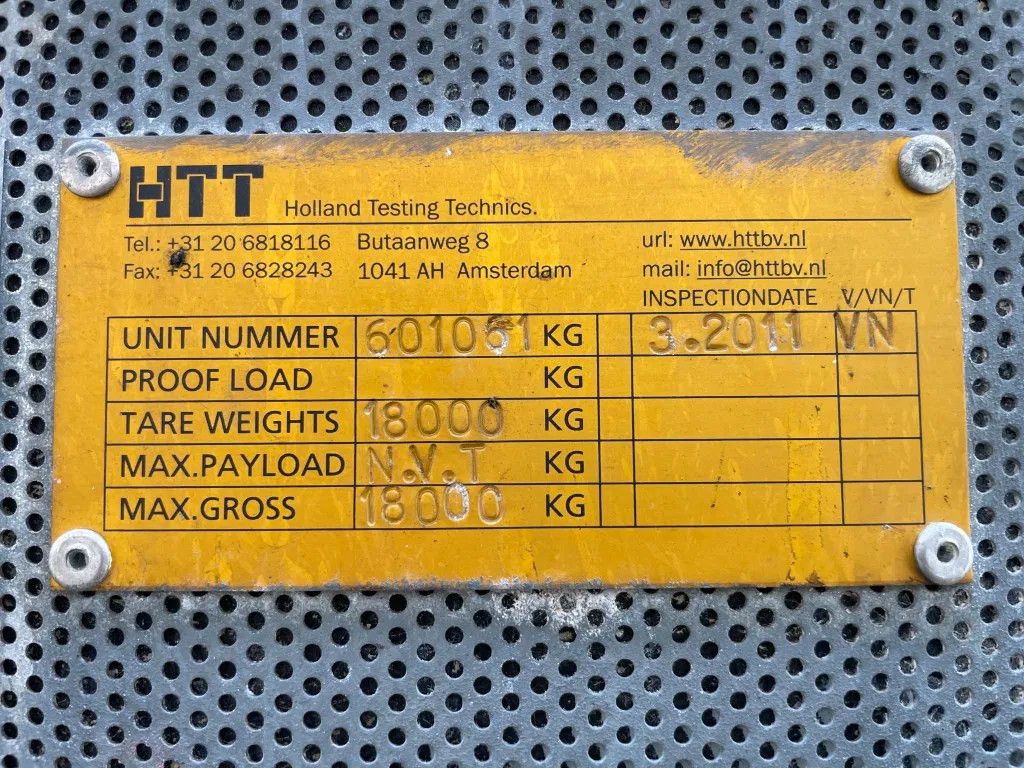 HTT Holland Testing Technics.
Tel.: +31 20 6818116 Butaanweg 8 url: www.httbv.nl
Fax: +31 20 6828243 1041 AH Amsterdam mail: info@httbv.nl
INSPECTIONDATE V/VN/T
UNIT NUMMER 601061 KG 3.2011 VN
PROOF LOAD KG
TARE WEIGHTS 18000 KG
MAX.PAYLOAD N.V.T KG
MAX.GROSS 18000 KG